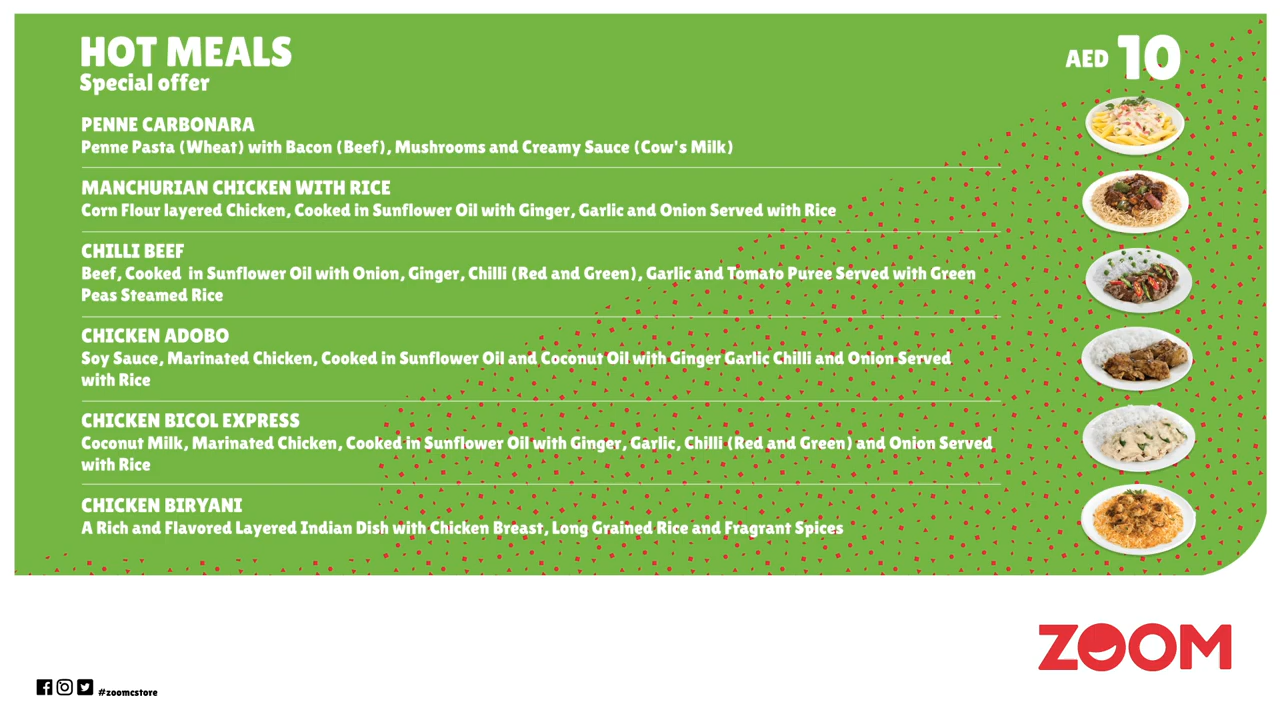 HOT MEALS
AED 10
Special offer
PENNE CARBONARA
Penne Pasta (Wheat) with Bacon (Beef), Mushrooms and Creamy Sauce (Cow's Milk)
MANCHURIAN CHICKEN WITH RICE
Corn Flour layered Chicken, Cooked in Sunflower Oil with Ginger, Garlic and Onion Served with Rice
CHILLI BEEF
Beef, Cooked in Sunflower Oil with Onion, Ginger, Chilli (Red and Green), Garlic and Tomato Puree Served with Green
Peas Steamed Rice
CHICKEN ADOBO
Soy Sauce, Marinated Chicken, Cooked in Sunflower Oil and Coconut Oil with Ginger Garlic Chilli and Onion Served
with Rice
CHICKEN BICOL EXPRESS
Coconut Milk, Marinated Chicken, Cooked in Sunflower Oil with Ginger, Garlic, Chilli (Red and Green) and Onion Served
with Rice
CHICKEN BIRYANI
A Rich and Flavored Layered Indian Dish with Chicken Breast, Long Grained Rice and Fragrant Spices
ZOOM
#zoomcstore